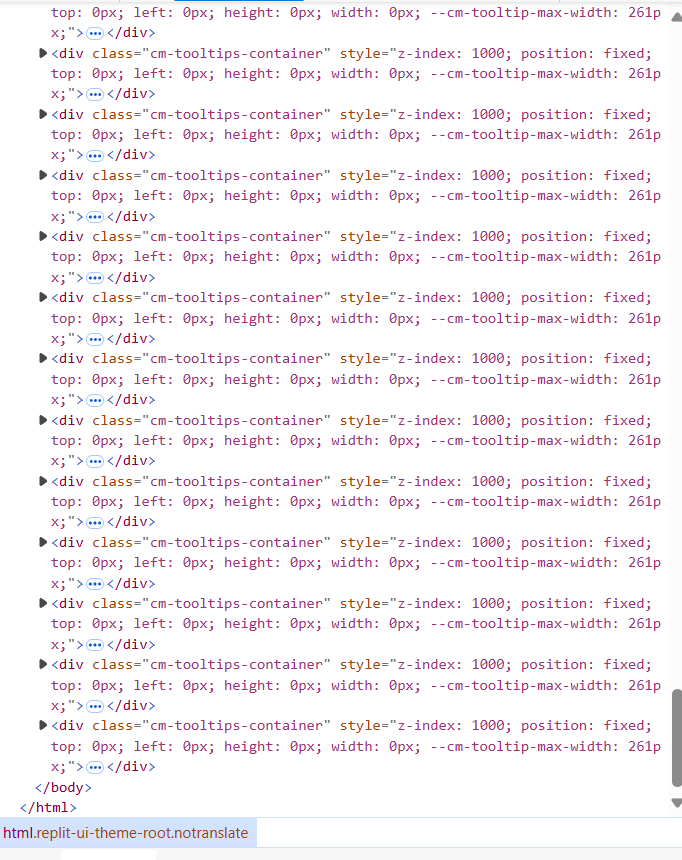 top: 0px; left: 0px; height: 0px; width: 0px; --cm-tooltip-max-width: 261p
x;">•••</div>
<div class="cm-tooltips-container" style="z-index: 1000; position: fixed;
top: 0px; left: 0px; height: 0px; width: 0px; --cm-tooltip-max-width: 261p
x;">•••</div>
<div class="cm-tooltips-container" style="z-index: 1000; position: fixed;
top: 0px; left: 0px; height: 0px; width: 0px; --cm-tooltip-max-width: 261p
x;">•••</div>
<div class="cm-tooltips-container" style="z-index: 1000; position: fixed;
top: 0px; left: 0px; height: 0px; width: 0px; --cm-tooltip-max-width: 261p
x;">•••</div>
<div class="cm-tooltips-container" style="z-index: 1000; position: fixed;
top: 0px; left: 0px; height: 0px; width: 0px; --cm-tooltip-max-width: 261p
x;">•••</div>
<div class="cm-tooltips-container" style="z-index: 1000; position: fixed;
top: 0px; left: 0px; height: 0px; width: 0px; --cm-tooltip-max-width: 261p
x;">•••</div>
<div class="cm-tooltips-container" style="z-index: 1000; position: fixed;
top: 0px; left: 0px; height: 0px; width: 0px; --cm-tooltip-max-width: 261p
x;">•••</div>
<div class="cm-tooltips-container" style="z-index: 1000; position: fixed;
top: 0px; left: 0px; height: 0px; width: 0px; --cm-tooltip-max-width: 261p
x;">•••</div>
<div class="cm-tooltips-container" style="z-index: 1000; position: fixed;
top: 0px; left: 0px; height: 0px; width: 0px; --cm-tooltip-max-width: 261p
x;">•••</div>
<div class="cm-tooltips-container" style="z-index: 1000; position: fixed;
top: 0px; left: 0px; height: 0px; width: 0px; --cm-tooltip-max-width: 261p
x;">•••</div>
<div class="cm-tooltips-container" style="z-index: 1000; position: fixed;
top: 0px; left: 0px; height: 0px; width: 0px; --cm-tooltip-max-width: 261p
x;">•••</div>
<div class="cm-tooltips-container" style="z-index: 1000; position: fixed;
top: 0px; left: 0px; height: 0px; width: 0px; --cm-tooltip-max-width: 261p
x;">•••</div>
<div class="cm-tooltips-container" style="z-index: 1000; position: fixed;
top: 0px; left: 0px; height: 0px; width: 0px; --cm-tooltip-max-width: 261p
x;">•••</div>
</body>
</html>
html.replit-ui-theme-root.notranslate